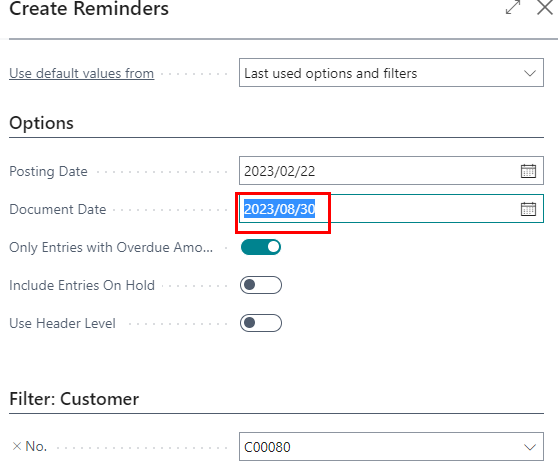 Create Reminders
Use default values from Last used options and filters
Options
Posting Date 2023/02/22
Document Date 2023/08/30
Only Entries with Overdue Amo...
Include Entries On Hold
Use Header Level
Filter: Customer
× No. C00080